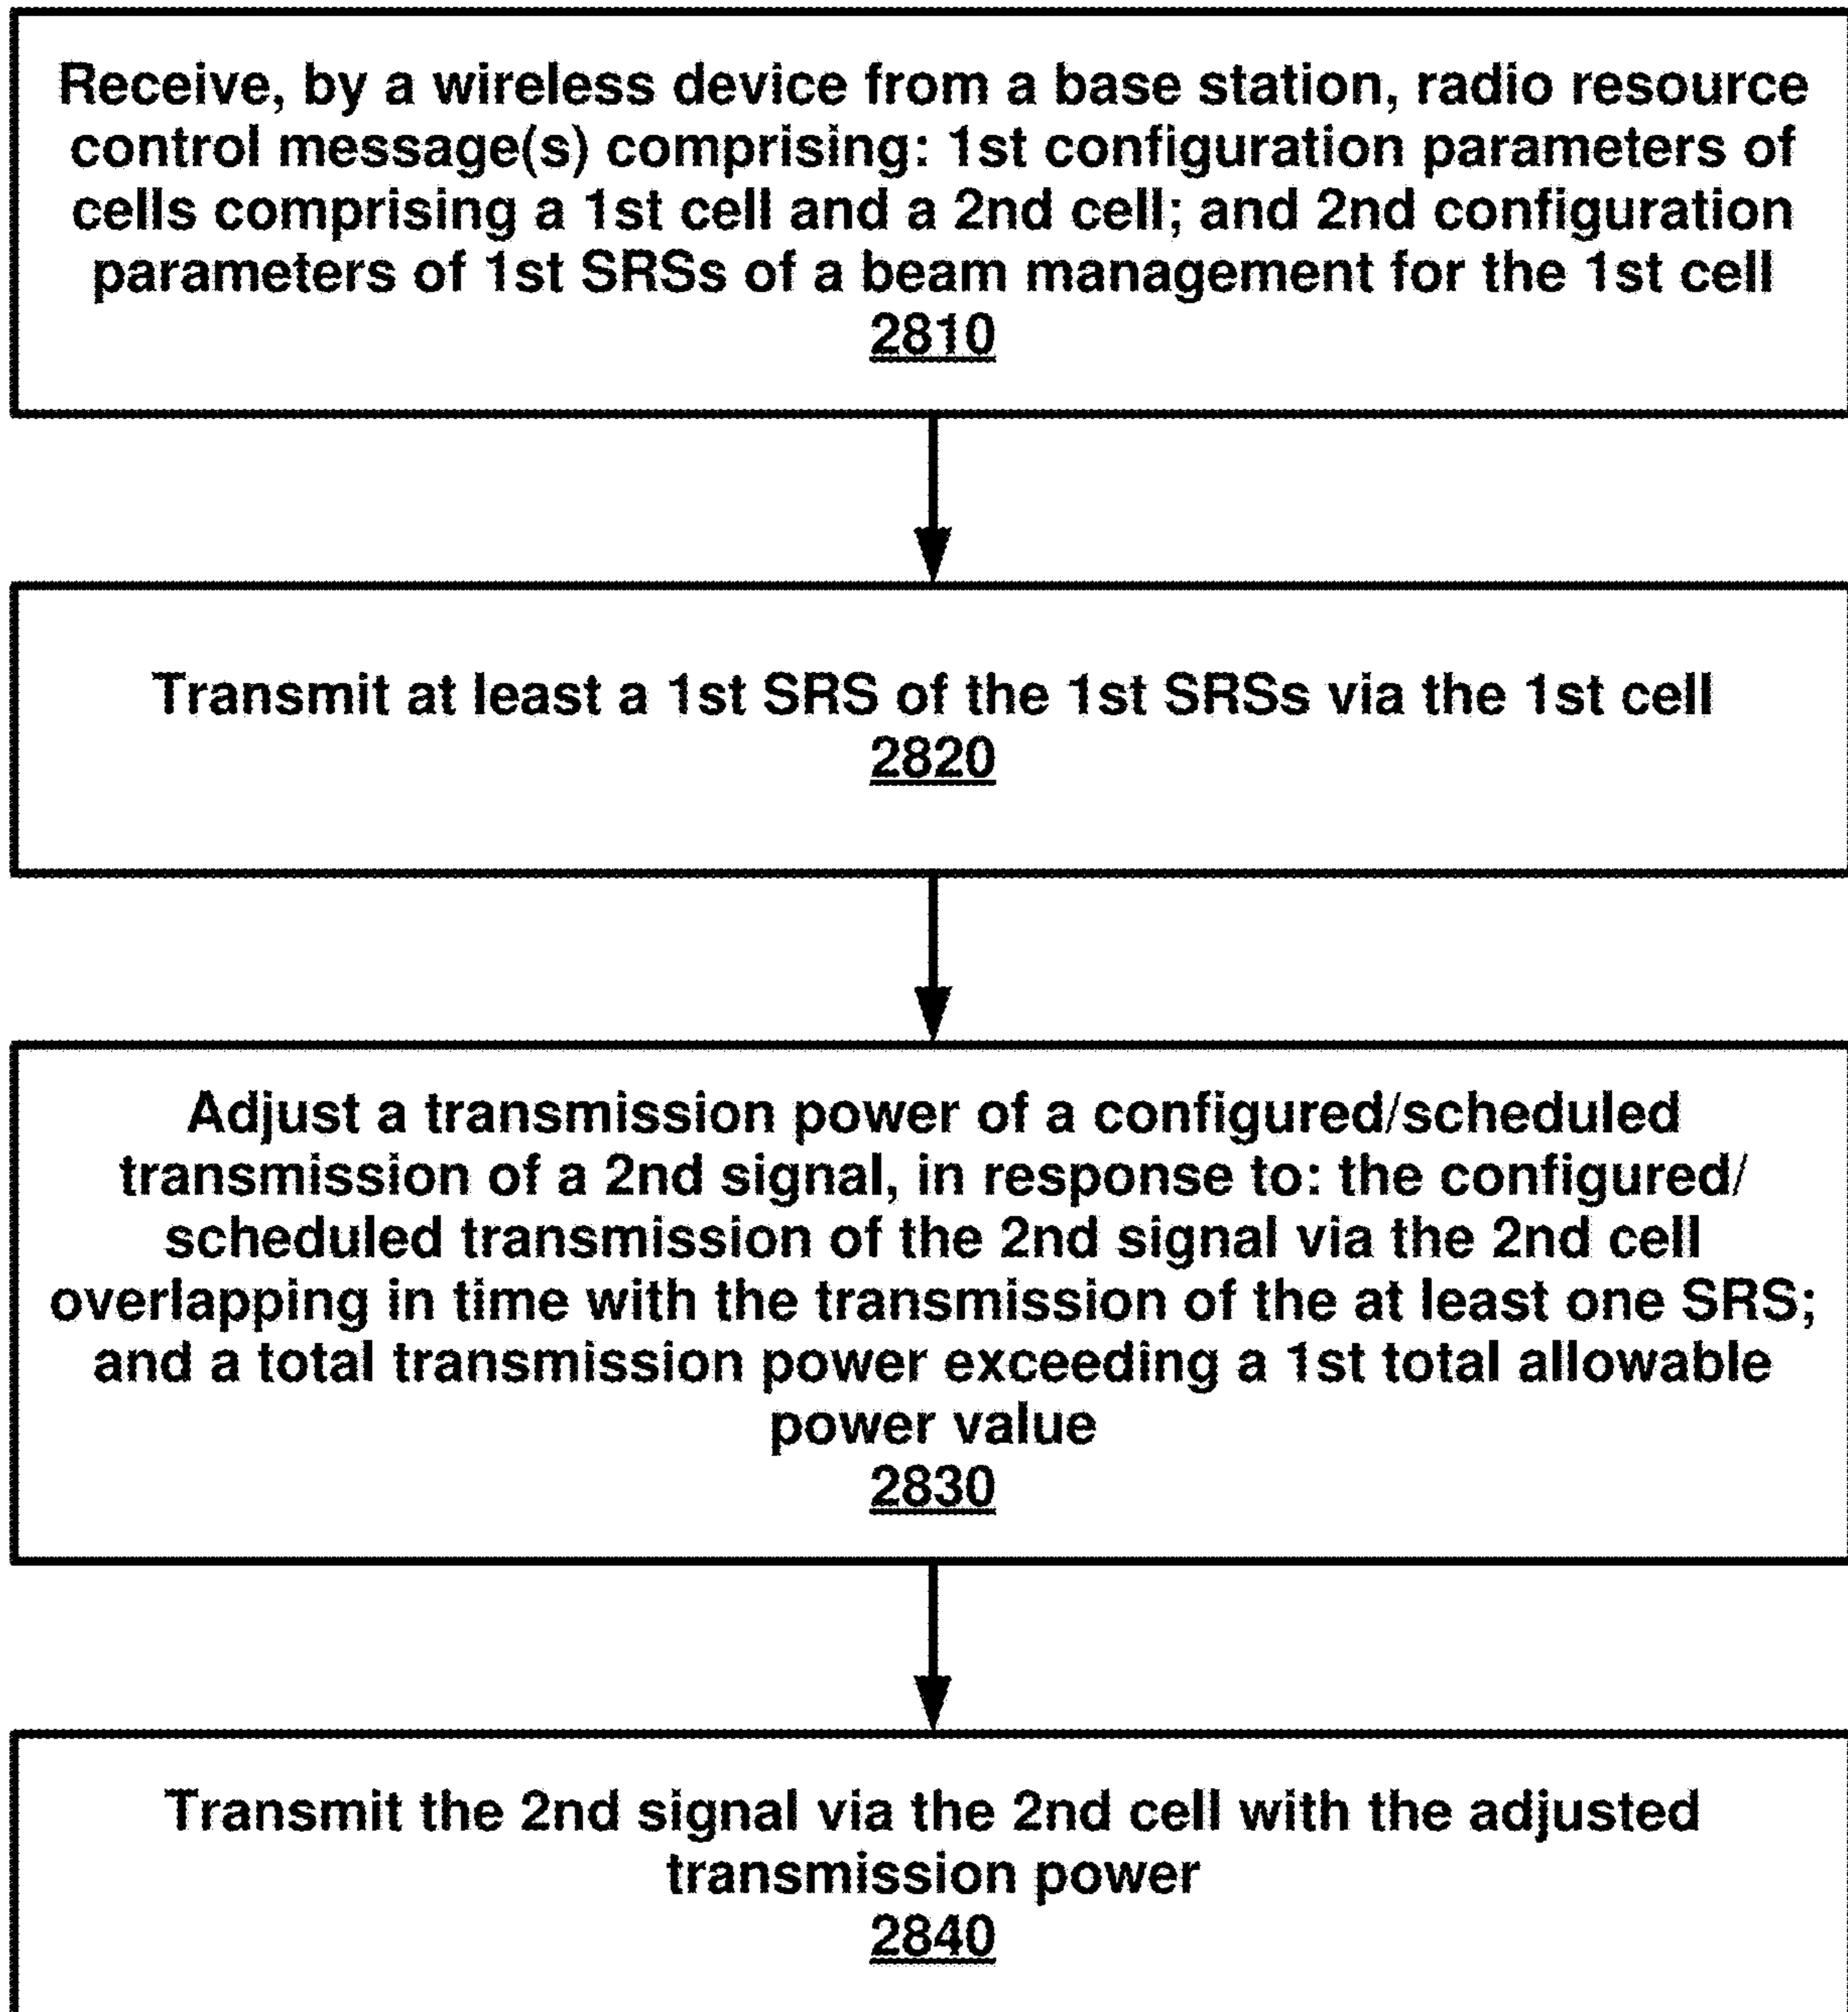 Receive, by a wireless device from a base station, radio resource
control message(s) comprising: 1st configuration parameters of
cells comprising a 1st cell and a 2nd cell; and 2nd configuration
parameters of 1st SRSs of a beam management for the 1st cell
2810
Transmit at least a 1st SRS of the 1st SRSs via the 1st cell
2820
Adjust a transmission power of a configured/scheduled
transmission of a 2nd signal, in response to: the configured/
scheduled transmission of the 2nd signal via the 2nd cell
overlapping in time with the transmission of the at least one SRS;
and a total transmission power exceeding a 1st total allowable
power value
2830
Transmit the 2nd signal via the 2nd cell with the adjusted
transmission power
2840